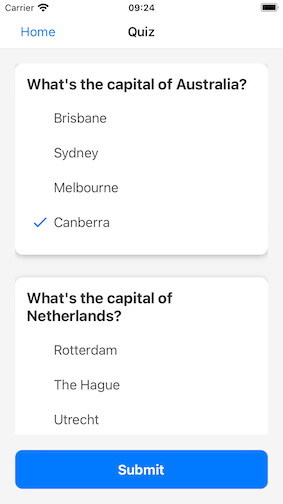 Carrier 09:24
Home Quiz
What's the capital of Australia?
Brisbane
Sydney
Melbourne
Canberra
What's the capital of
Netherlands?
Rotterdam
The Hague
Utrecht
Submit